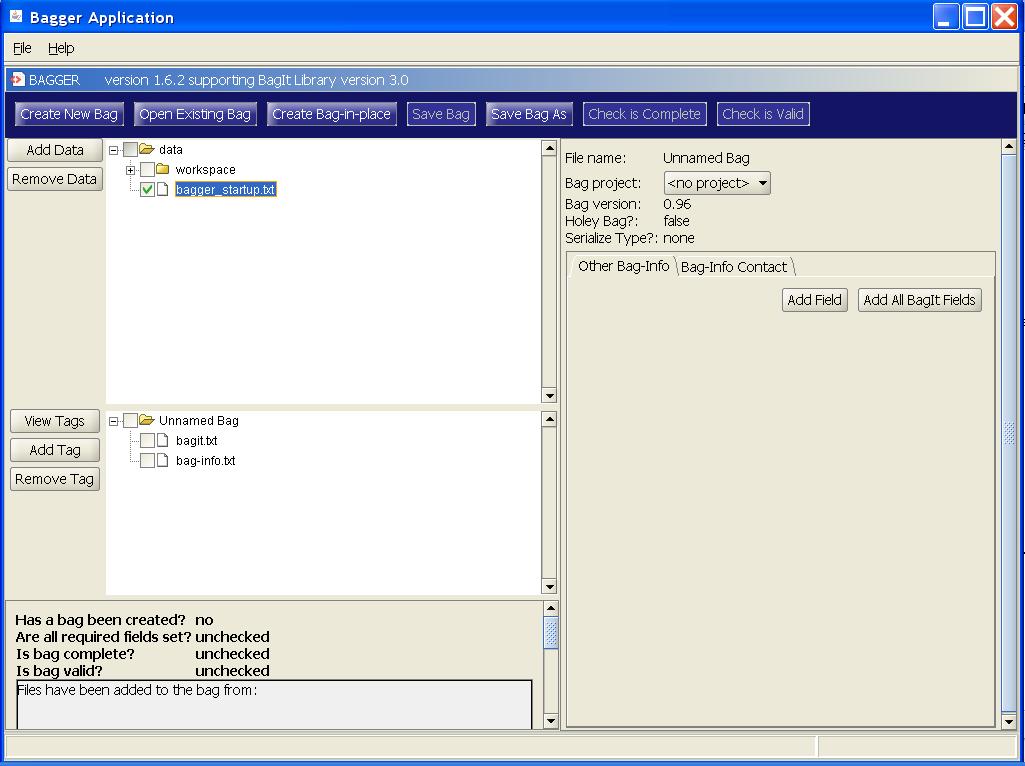 Bagger Application
File Help
BAGGER version 1.6.2 supporting BagIt Library version 3.0
Create New Bag Open Existing Bag Create Bag-in-place Save Bag Save Bag As Check is Complete Check is Valid
Add Data
Remove Data
data
workspace
bagger_startup.txt
View Tags
Add Tag
Remove Tag
Unnamed Bag
bagit.txt
bag-info.txt
Has a bag been created? no
Are all required fields set? unchecked
Is bag complete? unchecked
Is bag valid? unchecked
Files have been added to the bag from:
File name: Unnamed Bag
Bag project: <no project>
Bag version: 0.96
Holey Bag?: false
Serialize Type?: none
Other Bag-Info Bag-Info Contact
Add Field Add All BagIt Fields